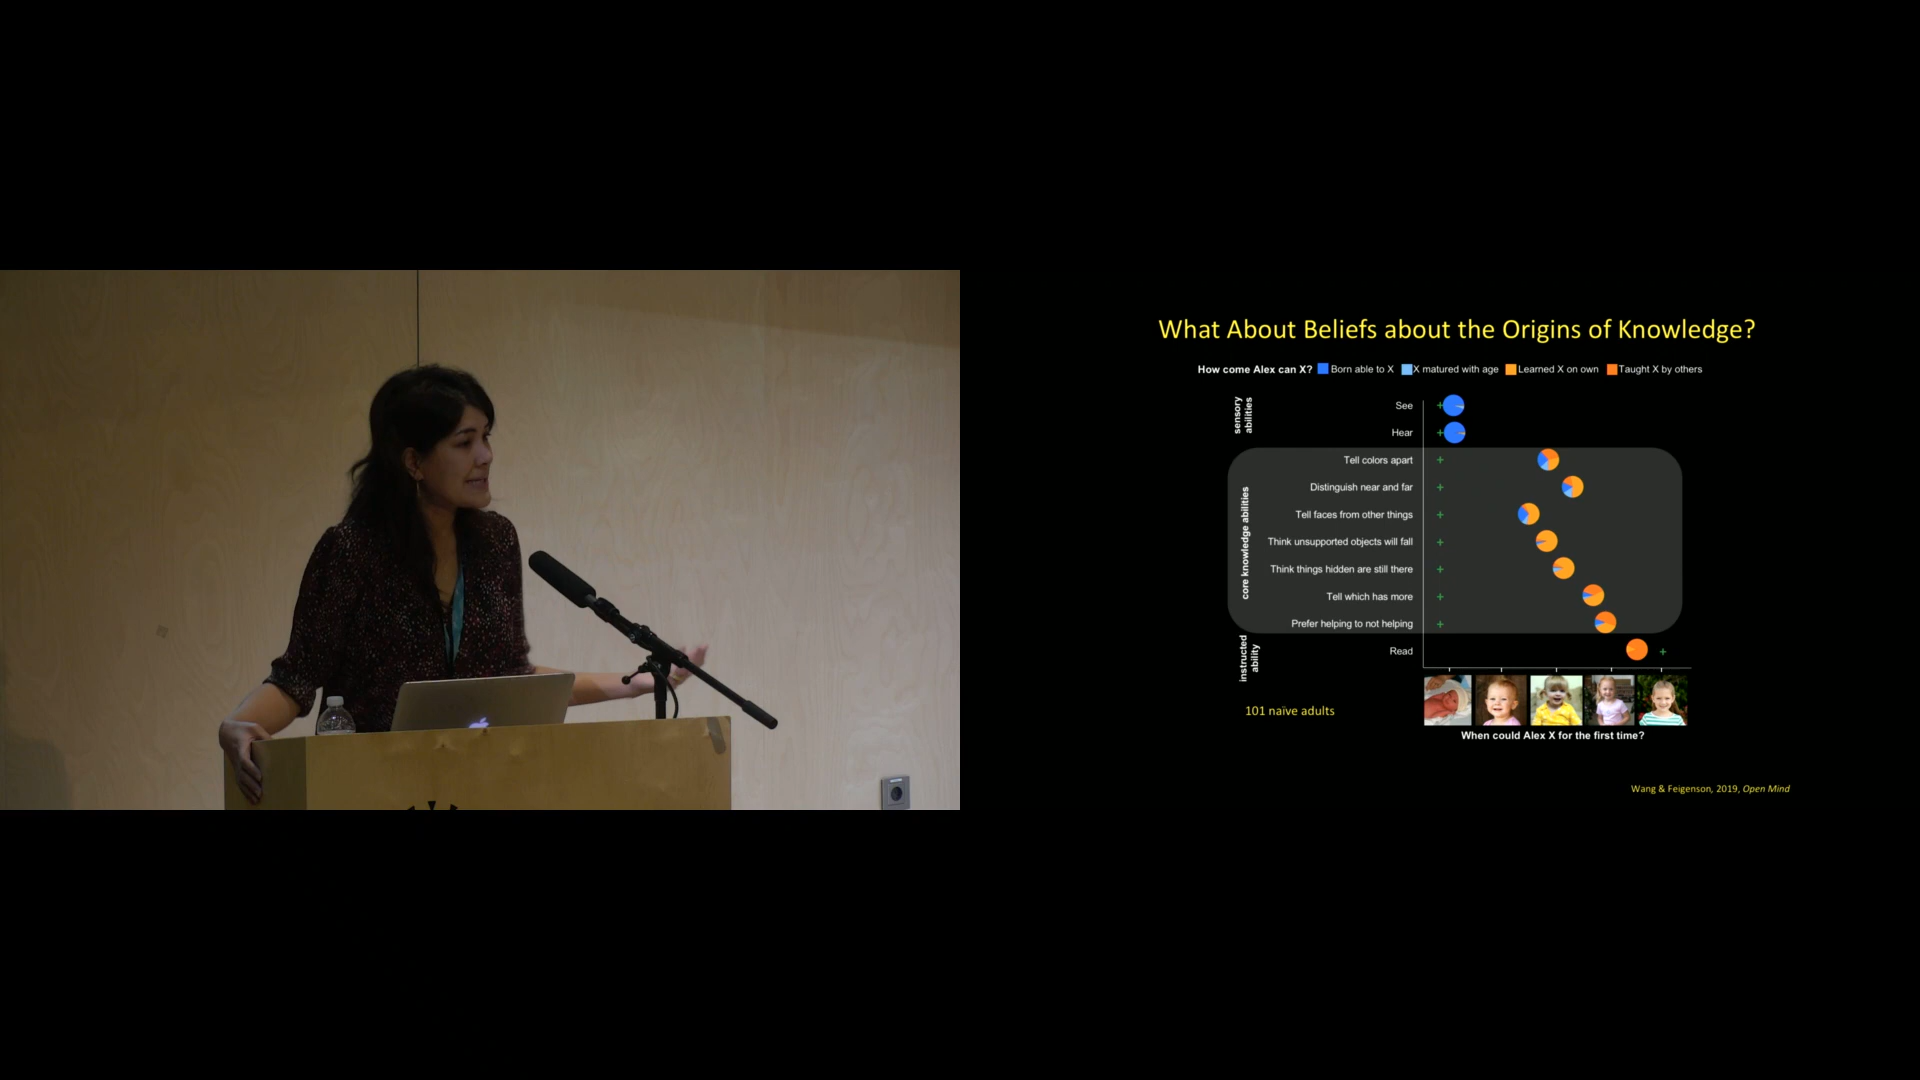 What About Beliefs about the Origins of Knowledge?
How come Alex can X? Born able to X X matured with age Learned X on own Taught X by others
sensory
abilities
See
Hear
core knowledge abilities
Tell colors apart
Distinguish near and far
Tell faces from other things
Think unsupported objects will fall
Think things hidden are still there
Tell which has more
Prefer helping to not helping
instructed
ability
Read
101 naïve adults
When could Alex X for the first time?
Wang & Feigenson, 2019, Open Mind